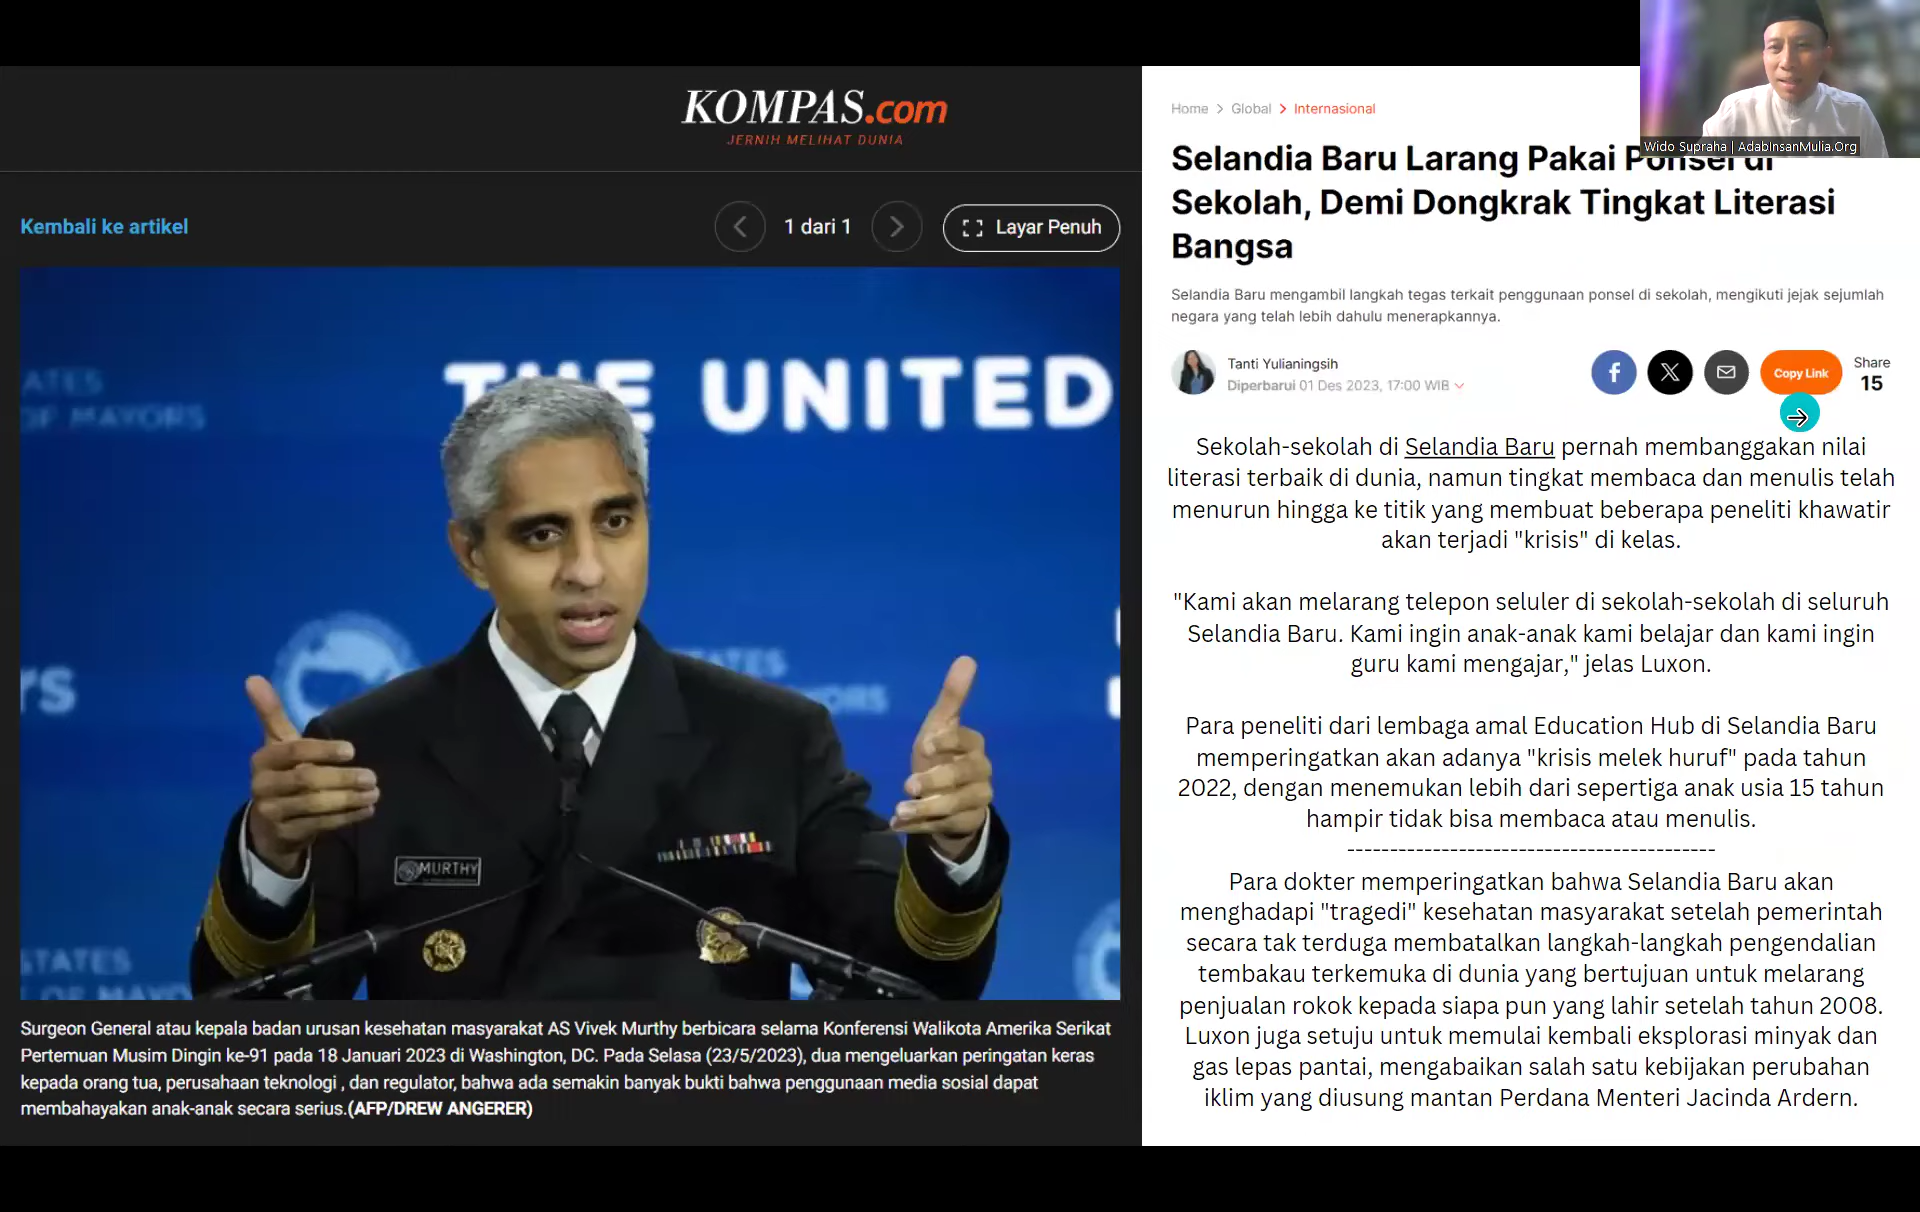 KOMPAS.com
JERNIH MELIHAT DUNIA
Kembali ke artikel
1 dari 1
Layar Penuh
THE UNITED
ATES
OF MAYORS
rs
TATES
ORS
MURTHY
STATES
OF MAYO
Surgeon General atau kepala badan urusan kesehatan masyarakat AS Vivek Murthy berbicara selama Konferensi Walikota Amerika Serikat
Pertemuan Musim Dingin ke-91 pada 18 Januari 2023 di Washington, DC. Pada Selasa (23/5/2023), dua mengeluarkan peringatan keras
kepada orang tua, perusahaan teknologi , dan regulator, bahwa ada semakin banyak bukti bahwa penggunaan media sosial dapat
membahayakan anak-anak secara serius.(AFP/DREW ANGERER)
Wido Supraha | AdabInsanMulia.Org
Home > Global > Internasional
Selandia Baru Larang Pakai Ponsel di
Sekolah, Demi Dongkrak Tingkat Literasi
Bangsa
Selandia Baru mengambil langkah tegas terkait penggunaan ponsel di sekolah, mengikuti jejak sejumlah
negara yang telah lebih dahulu menerapkannya.
Tanti Yulianingsih
Diperbarui 01 Des 2023, 17:00 WIB
Copy Link
Share
15
Sekolah-sekolah di Selandia Baru pernah membanggakan nilai
literasi terbaik di dunia, namun tingkat membaca dan menulis telah
menurun hingga ke titik yang membuat beberapa peneliti khawatir
akan terjadi "krisis" di kelas.
"Kami akan melarang telepon seluler di sekolah-sekolah di seluruh
Selandia Baru. Kami ingin anak-anak kami belajar dan kami ingin
guru kami mengajar," jelas Luxon.
Para peneliti dari lembaga amal Education Hub di Selandia Baru
memperingatkan akan adanya "krisis melek huruf" pada tahun
2022, dengan menemukan lebih dari sepertiga anak usia 15 tahun
hampir tidak bisa membaca atau menulis.
-------------------------------------------
Para dokter memperingatkan bahwa Selandia Baru akan
menghadapi "tragedi" kesehatan masyarakat setelah pemerintah
secara tak terduga membatalkan langkah-langkah pengendalian
tembakau terkemuka di dunia yang bertujuan untuk melarang
penjualan rokok kepada siapa pun yang lahir setelah tahun 2008.
Luxon juga setuju untuk memulai kembali eksplorasi minyak dan
gas lepas pantai, mengabaikan salah satu kebijakan perubahan
iklim yang diusung mantan Perdana Menteri Jacinda Ardern.